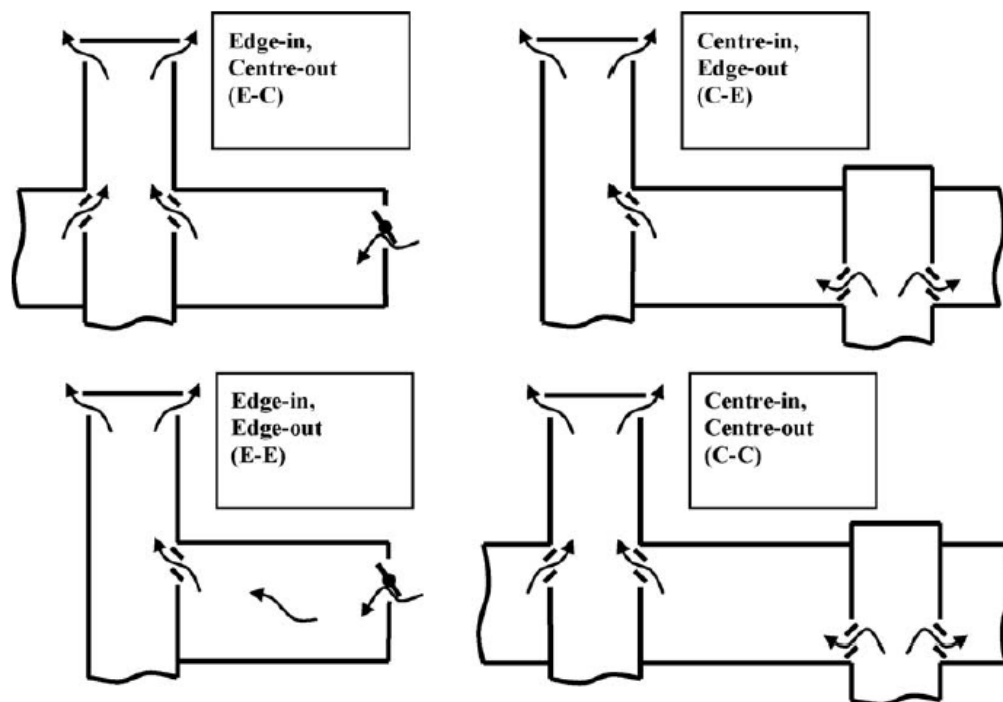 Edge-in,
Centre-out
(E-C)
Centre-in,
Edge-out
(C-E)
Edge-in,
Edge-out
(E-E)
Centre-in,
Centre-out
(C-C)